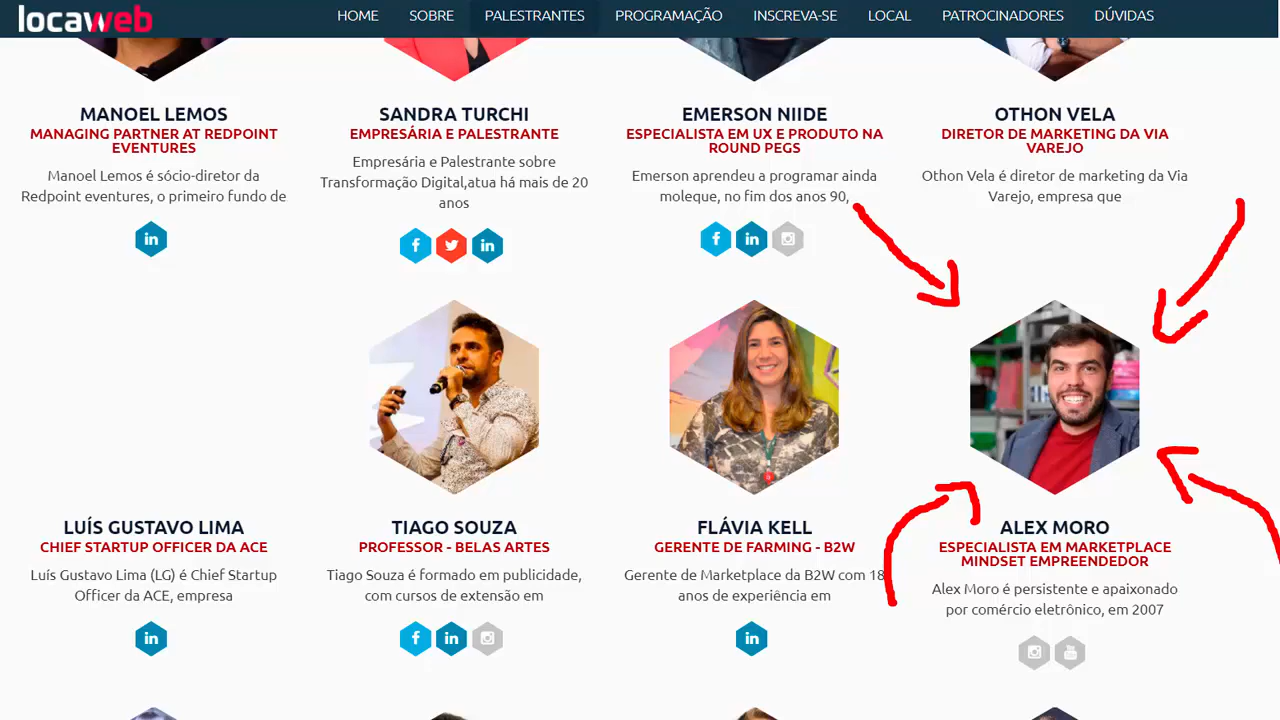 locaweb
HOME SOBRE PALESTRANTES PROGRAMAÇÃO INSCREVA-SE LOCAL PATROCINADORES DÚVIDAS
MANOEL LEMOS
MANAGING PARTNER AT REDPOINT
EVENTURES
Manoel Lemos é sócio-diretor da
Redpoint eventures, o primeiro fundo de
in
SANDRA TURCHI
EMPRESÁRIA E PALESTRANTE
Empresária e Palestrante sobre
Transformação Digital,atua há mais de 20
anos
f in
EMERSON NIIDE
ESPECIALISTA EM UX E PRODUTO NA
ROUND PEGS
Emerson aprendeu a programar ainda
moleque, no fim dos anos 90,
f in
OTHON VELA
DIRETOR DE MARKETING DA VIA
VAREJO
Othon Vela é diretor de marketing da Via
Varejo, empresa que
LUÍS GUSTAVO LIMA
CHIEF STARTUP OFFICER DA ACE
Luís Gustavo Lima (LG) é Chief Startup
Officer da ACE, empresa
in
TIAGO SOUZA
PROFESSOR - BELAS ARTES
Tiago Souza é formado em publicidade,
com cursos de extensão em
f in
FLÁVIA KELL
GERENTE DE FARMING - B2W
Gerente de Marketplace da B2W com 18
anos de experiência em
in
ALEX MORO
ESPECIALISTA EM MARKETPLACE
MINDSET EMPREENDEDOR
Alex Moro é persistente e apaixonado
por comércio eletrônico, em 2007
You